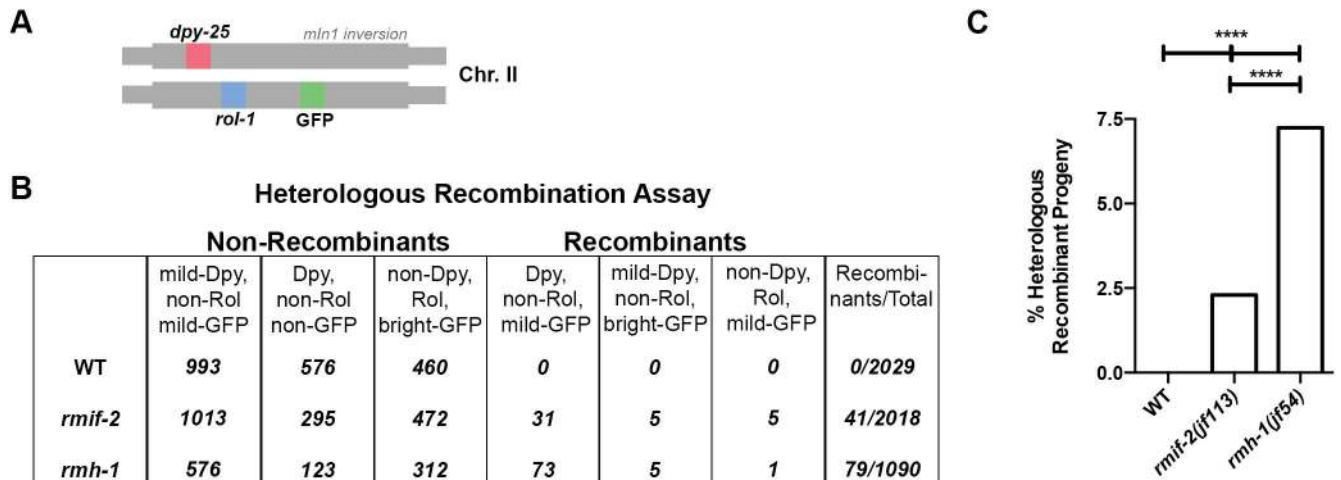 A
dpy-25
mIn1 inversion
Chr. II
rol-1
GFP
B
Heterologous Recombination Assay
Non-Recombinants Recombinants
mild-Dpy, Dpy, non-Dpy, Dpy, mild-Dpy, non-Dpy, Recombi-
non-Rol, non-Rol Rol, non-Rol, non-Rol, Rol, nants/Total
mild-GFP non-GFP bright-GFP mild-GFP bright-GFP mild-GFP
WT 993 576 460 0 0 0 0/2029
rmif-2 1013 295 472 31 5 5 41/2018
rmh-1 576 123 312 73 5 1 79/1090
C
****
****
% Heterologous
Recombinant Progeny
7.5
5.0
2.5
0.0
WT
rmif-2(jf113)
rmh-1(jf54)